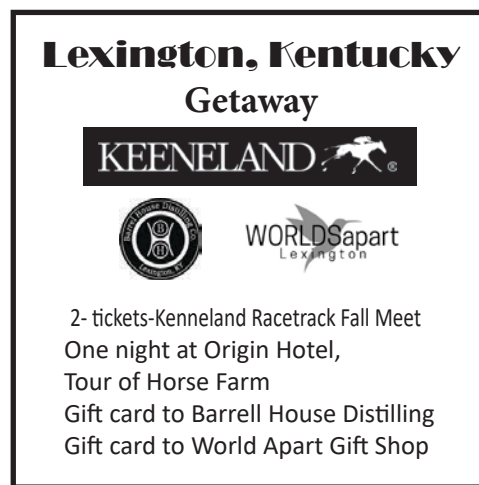 Lexington, Kentucky
Getaway
KEENELAND ®
Barrel House Distilling Co.
B
H
Lexington, KY
WORLDSapart
Lexington
2- tickets-Kenneland Racetrack Fall Meet
One night at Origin Hotel,
Tour of Horse Farm
Gift card to Barrell House Distilling
Gift card to World Apart Gift Shop